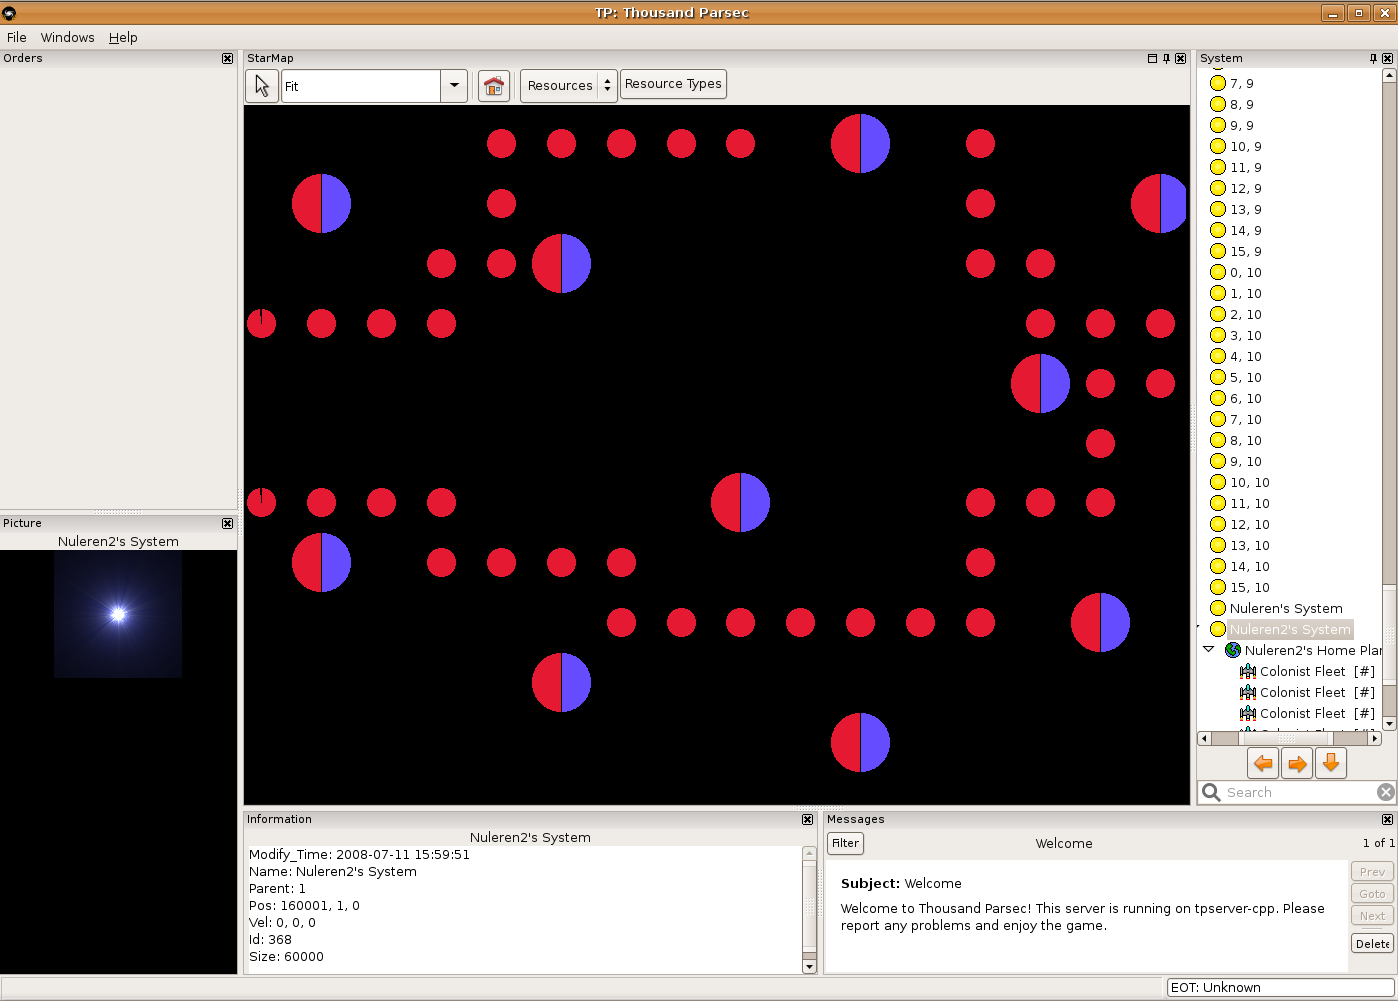 TP: Thousand Parsec
File Windows Help
Orders
StarMap
System
Fit
Resources
Resource Types
7, 9
8, 9
9, 9
10, 9
11, 9
12, 9
13, 9
14, 9
15, 9
0, 10
1, 10
2, 10
3, 10
4, 10
5, 10
6, 10
7, 10
8, 10
9, 10
10, 10
11, 10
12, 10
13, 10
14, 10
15, 10
Nuleren's System
Nuleren2's System
Nuleren2's Home Plan
Colonist Fleet [#]
Colonist Fleet [#]
Colonist Fleet [#]
Search
Picture
Nuleren2's System
Information
Nuleren2's System
Modify_Time: 2008-07-11 15:59:51
Name: Nuleren2's System
Parent: 1
Pos: 160001, 1, 0
Vel: 0, 0, 0
Id: 368
Size: 60000
Messages
Filter
Welcome
1 of 1
Subject: Welcome
Welcome to Thousand Parsec! This server is running on tpserver-cpp. Please
report any problems and enjoy the game.
Prev
Goto
Next
Delete
EOT: Unknown